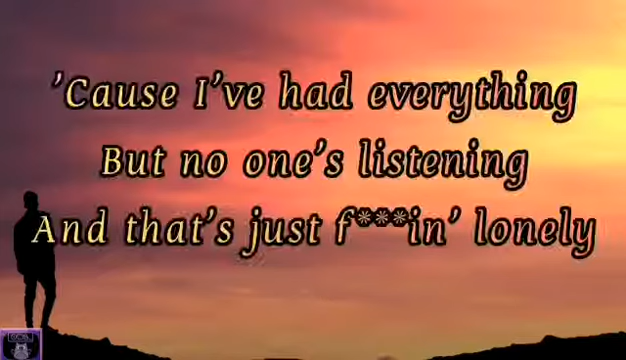 'Cause I've had everything
But no one's listening
And that's just f***in' lonely